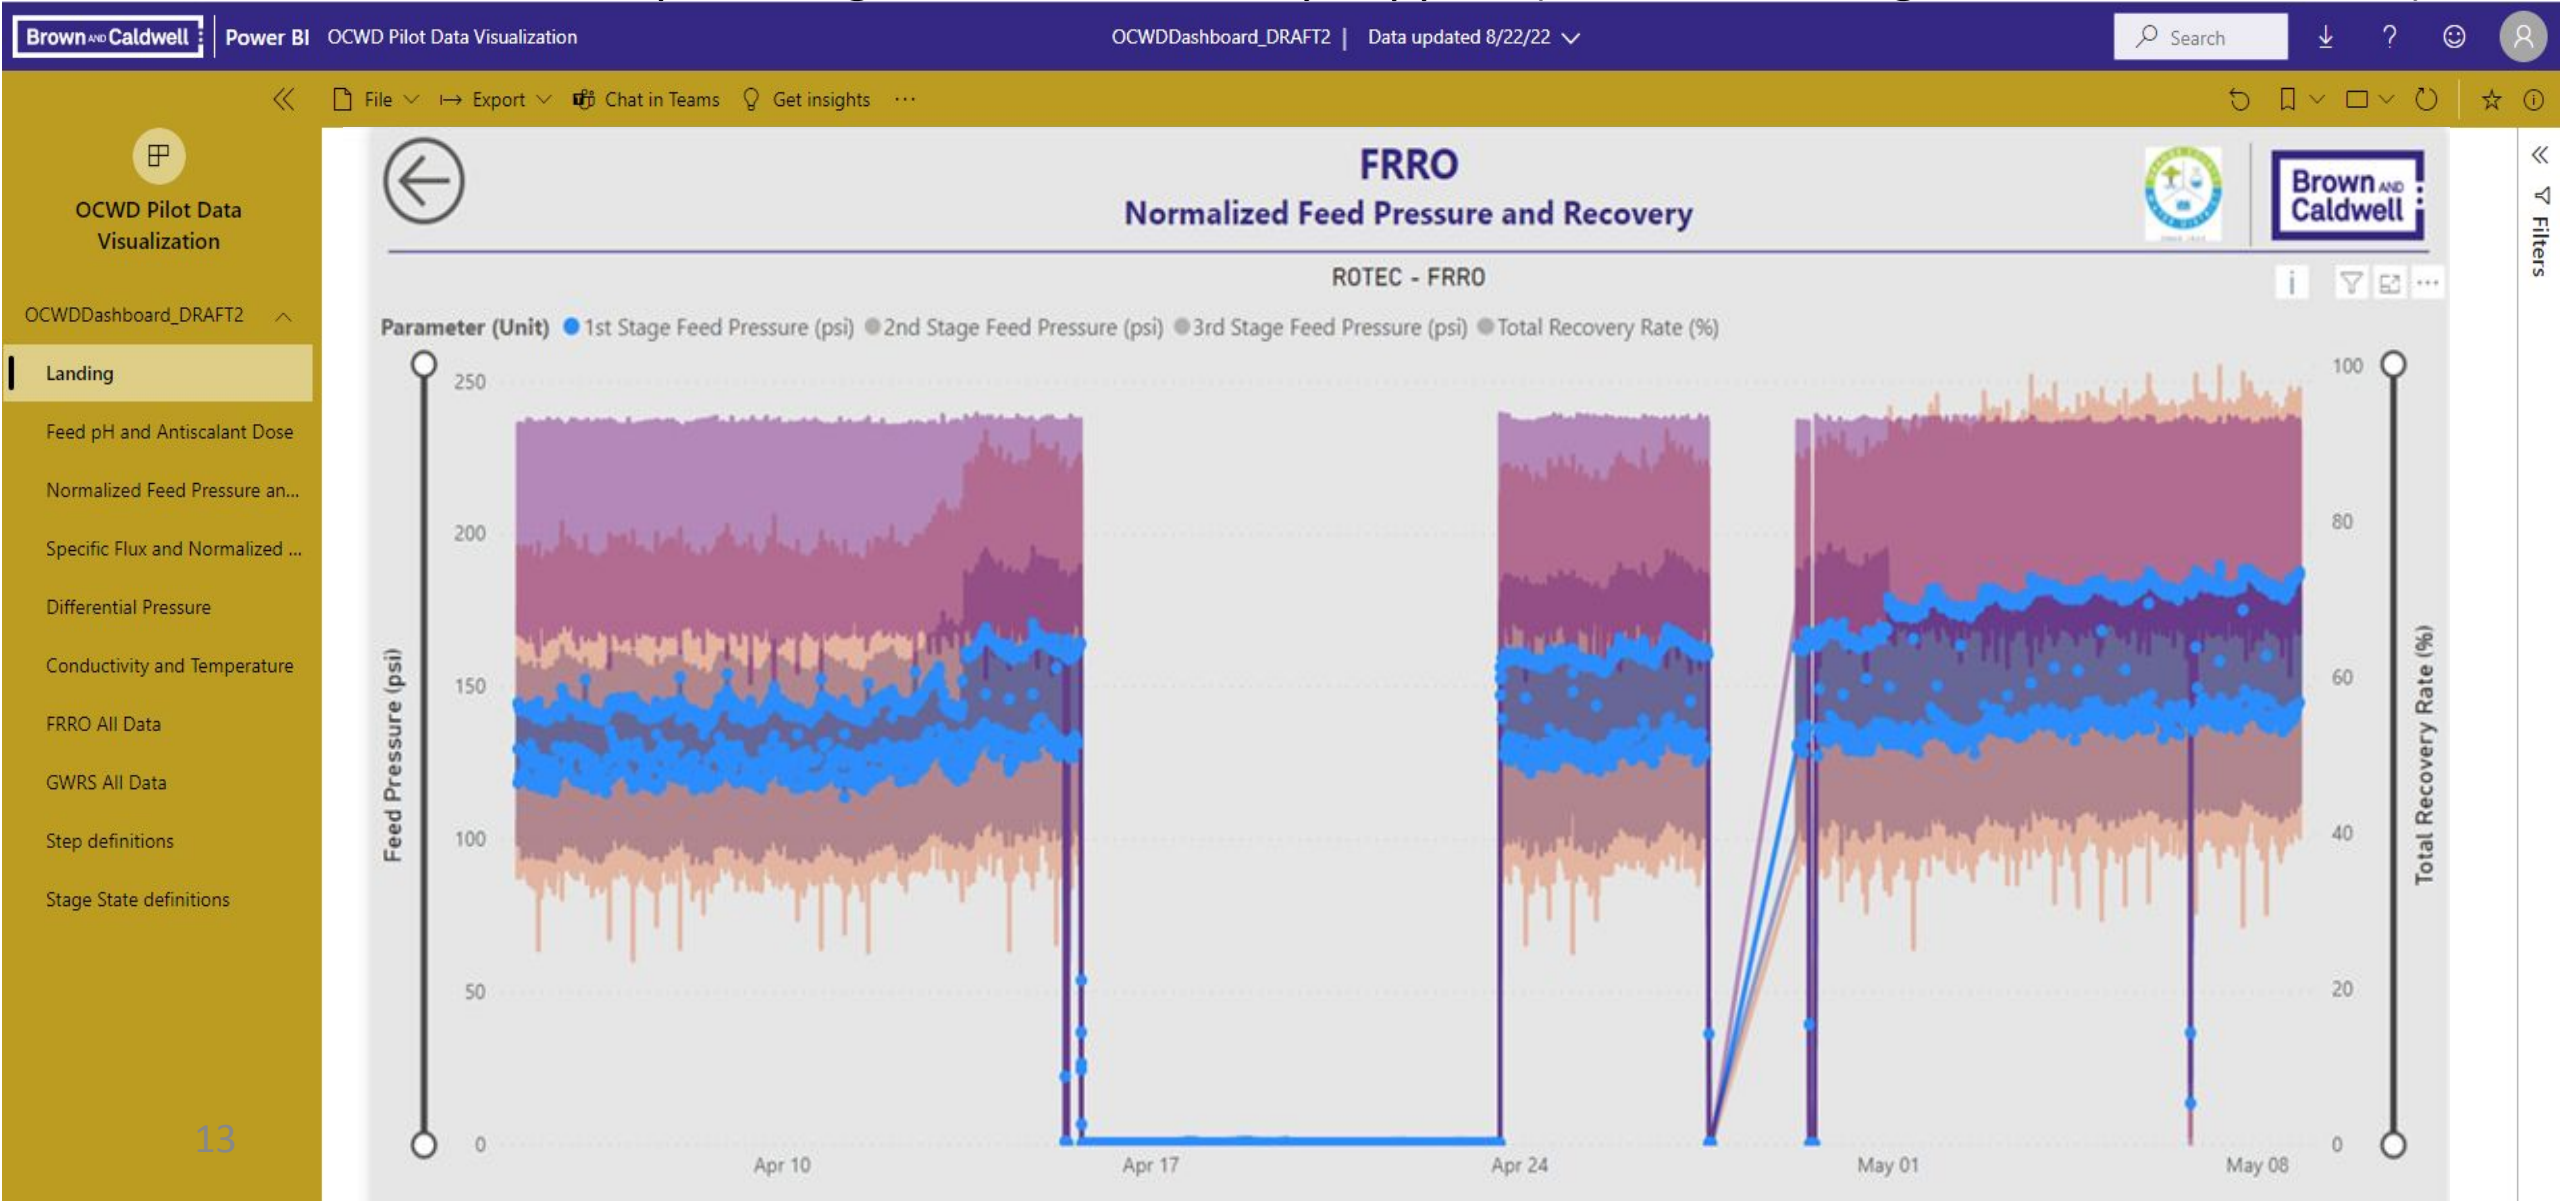 Brown AND Caldwell
Power BI OCWD Pilot Data Visualization
OCWDDashboard_DRAFT2 | Data updated 8/22/22
Search
File
Export
Chat in Teams
Get insights
OCWD Pilot Data
Visualization
OCWDDashboard_DRAFT2
Landing
Feed pH and Antiscalant Dose
Normalized Feed Pressure an...
Specific Flux and Normalized ...
Differential Pressure
Conductivity and Temperature
FRRO All Data
GWRS All Data
Step definitions
Stage State definitions
13
FRRO
Normalized Feed Pressure and Recovery
Brown AND
Caldwell
Filters
ROTEC - FRRO
Parameter (Unit) 1st Stage Feed Pressure (psi) 2nd Stage Feed Pressure (psi) 3rd Stage Feed Pressure (psi) Total Recovery Rate (%)
Feed Pressure (psi)
250
200
150
100
50
0
Apr 10
Apr 17
Apr 24
May 01
May 08
100
80
60
40
20
0
Total Recovery Rate (%)